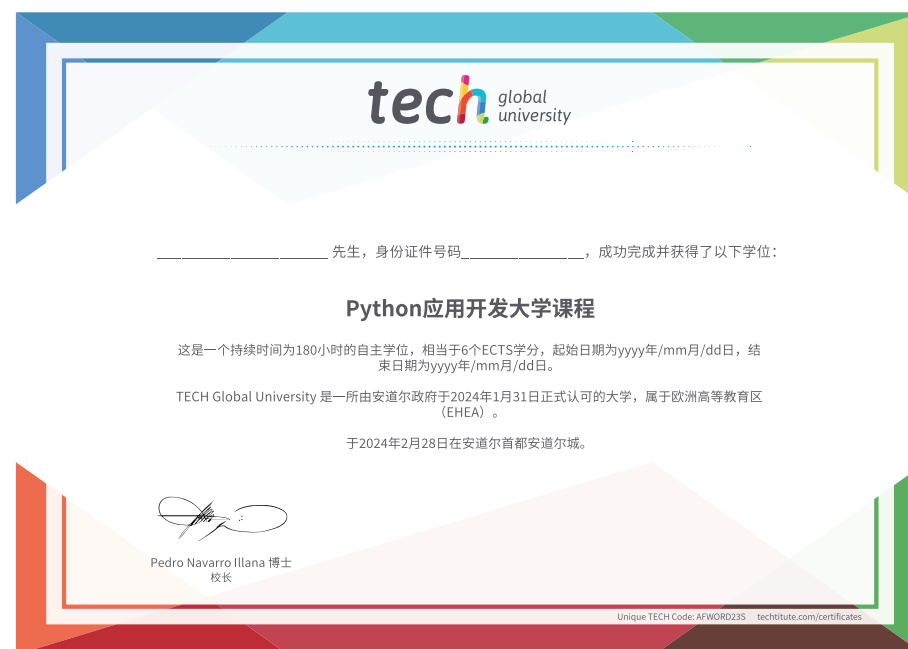 tech global
university
______________________ 先生，身份证件号码________________，成功完成并获得了以下学位：
Python应用开发大学课程
这是一个持续时间为180小时的自主学位，相当于6个ECTS学分，起始日期为yyyy年/mm月/dd日，结
束日期为yyyy年/mm月/dd日。
TECH Global University 是一所由安道尔政府于2024年1月31日正式认可的大学，属于欧洲高等教育区
（EHEA）。
于2024年2月28日在安道尔首都安道尔城。
Pedro Navarro Illana 博士
校长
Unique TECH Code: AFWORD23S techtitute.com/certificates